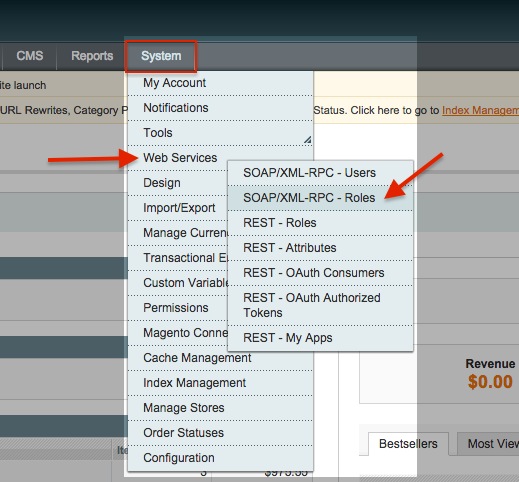 CMS Reports System
ite launch
My Account
URL Rewrites, Category P
Notifications
Status. Click here to go to Index Managem
Tools
Web Services
SOAP/XML-RPC - Users
Design
SOAP/XML-RPC - Roles
Import/Export
REST - Roles
Manage Currenc
REST - Attributes
Transactional E
REST - OAuth Consumers
Custom Variable
REST - OAuth Authorized
Tokens
Permissions
REST - My Apps
Magento Conne
Cache Management
Revenue
$0.00
Index Management
Manage Stores
Order Statuses
Bestsellers Most View
Configuration
Ite
3 $975.55